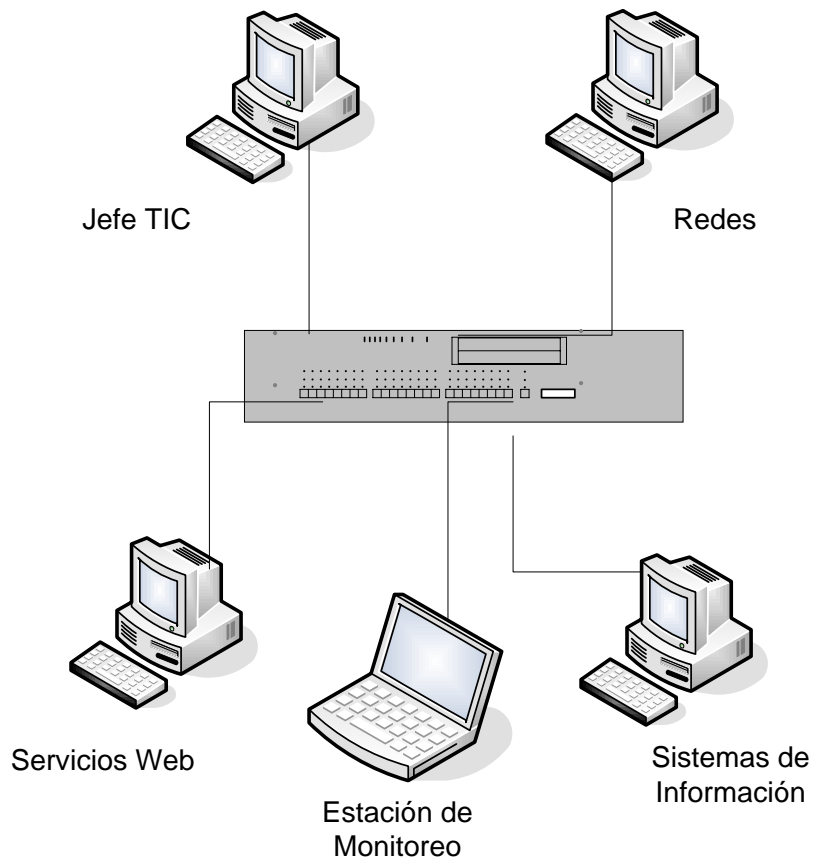 Jefe TIC
Redes
Servicios Web
Estación de
Monitoreo
Sistemas de
Información